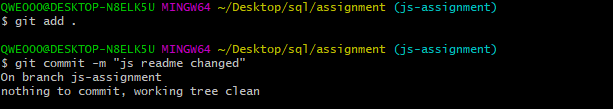 QWEOOO@DESKTOP-N8ELK5U MINGW64 ~/Desktop/sql/assignment (js-assignment)
$ git add .
QWEOOO@DESKTOP-N8ELK5U MINGW64 ~/Desktop/sql/assignment (js-assignment)
$ git commit -m "js readme changed"
On branch js-assignment
nothing to commit, working tree clean